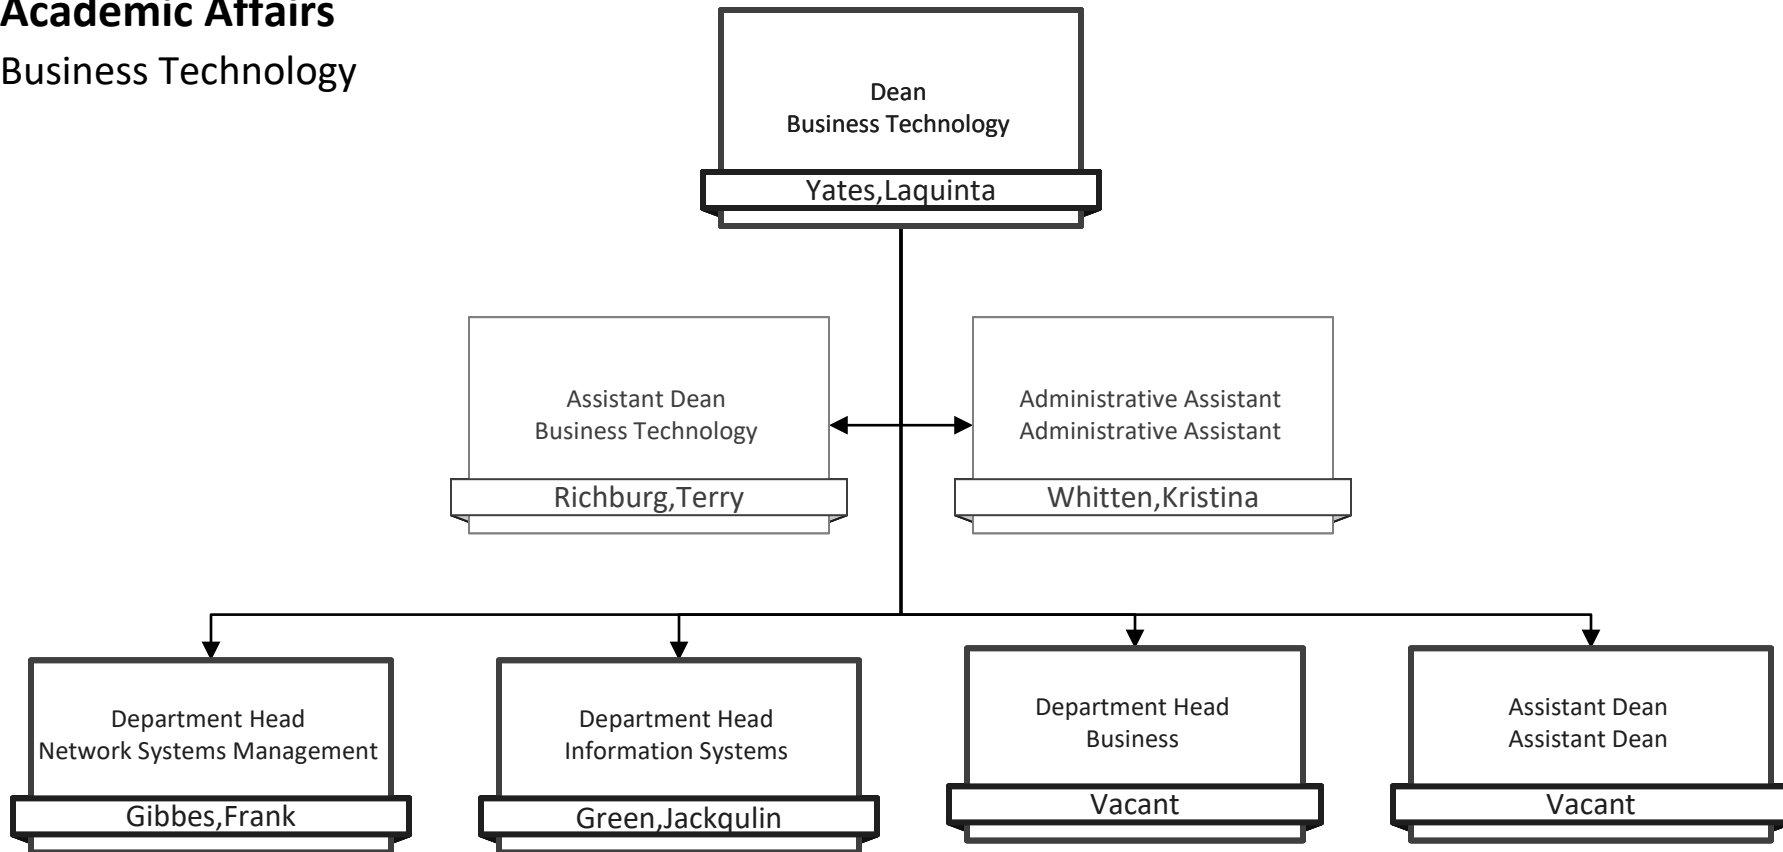 Academic Affairs
Business Technology
Dean
Business Technology
Yates,Laquinta
Assistant Dean
Business Technology
Richburg,Terry
Administrative Assistant
Administrative Assistant
Whitten,Kristina
Department Head
Network Systems Management
Gibbes,Frank
Department Head
Information Systems
Green,Jackqulin
Department Head
Business
Vacant
Assistant Dean
Assistant Dean
Vacant